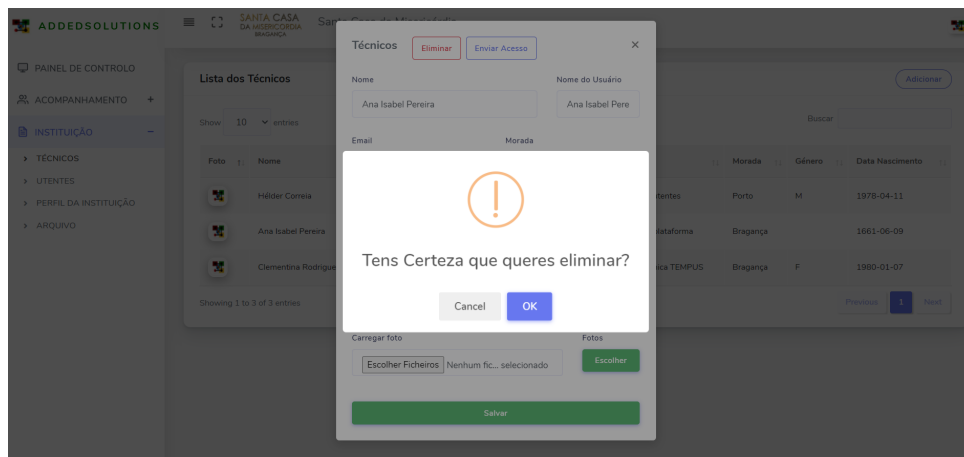 ADDEDSOLUTIONS
SANTA CASA
DA MISERICÓRDIA
BRAGANÇA
Santa Casa da Misericórdia
PAINEL DE CONTROLO
ACOMPANHAMENTO +
INSTITUIÇÃO −
TÉCNICOS
UTENTES
PERFIL DA INSTITUIÇÃO
ARQUIVO
Lista dos Técnicos
Adicionar
Show 10 entries
Buscar
Foto Nome Morada Género Data Nascimento
Hélder Correia tentes Porto M 1978-04-11
Ana Isabel Pereira lataforma Bragança 1661-06-09
Clementina Rodrigue ica TEMPUS Bragança F 1980-01-07
Showing 1 to 3 of 3 entries
Previous 1 Next
Técnicos Eliminar Enviar Acesso ×
Nome Nome do Usuário
Ana Isabel Pereira Ana Isabel Pere
Email Morada
Tens Certeza que queres eliminar?
Cancel OK
Carregar foto Fotos
Escolher Ficheiros Nenhum fic... selecionado Escolher
Salvar